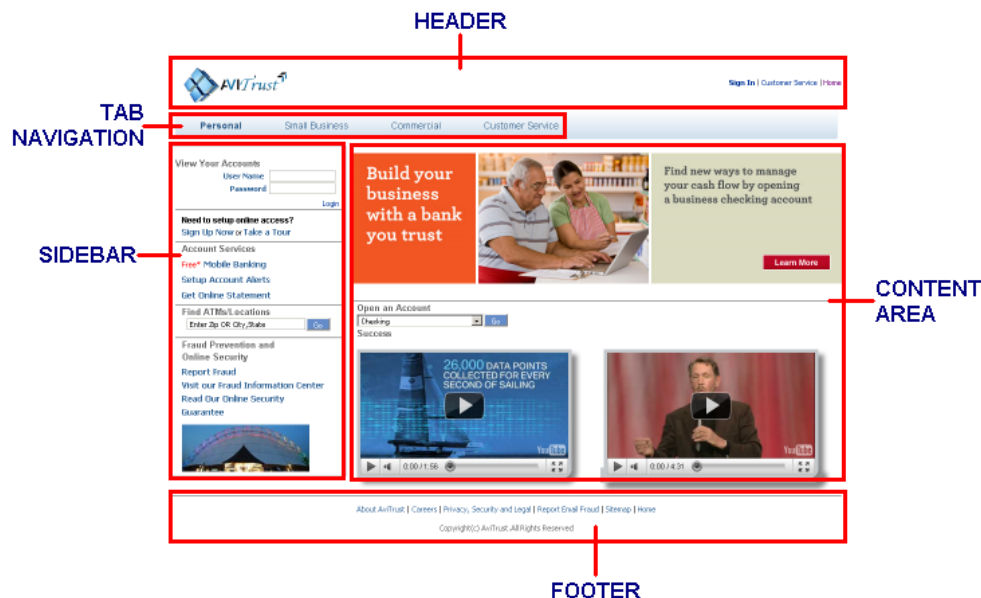 HEADER
AVITrust
Sign In | Customer Service | Home
TAB
NAVIGATION
Personal Small Business Commercial Customer Service
View Your Accounts
User Name
Password
Login
Need to setup online access?
Sign Up Now or Take a Tour
SIDEBAR
Account Services
Free* Mobile Banking
Setup Account Alerts
Get Online Statement
Find ATMs/Locations
Enter Zip OR City,State Go
Fraud Prevention and
Online Security
Report Fraud
Visit our Fraud Information Center
Read Our Online Security
Guarantee
Build your
business
with a bank
you trust
Find new ways to manage
your cash flow by opening
a business checking account
Learn More
CONTENT
AREA
Open an Account
Checking Go
Success
26,000 DATA POINTS
COLLECTED FOR EVERY
SECOND OF SAILING
YouTube
0:00 / 1:56
YouTube
0:00 / 4:31
About AviTrust | Careers | Privacy, Security and Legal | Report Email Fraud | Sitemap | Home
Copyright(c) AviTrust .All Rights Reserved
FOOTER